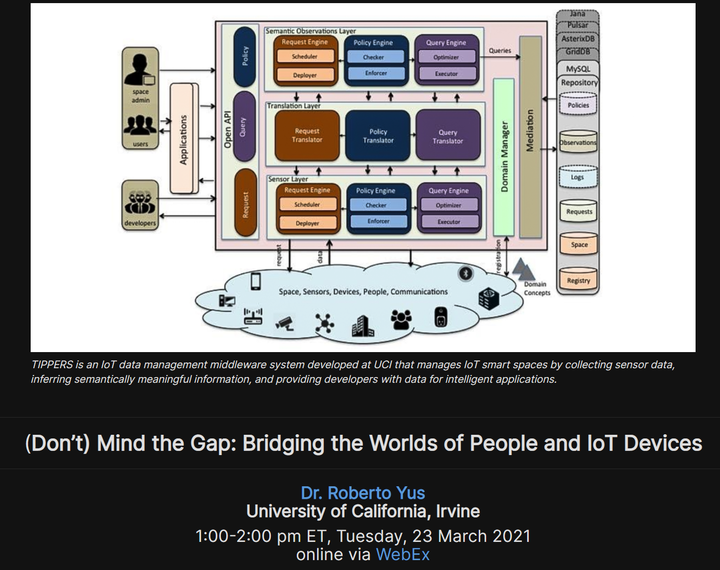 Jana
Pulsar
AsterixDB
GridDB
MySQL
Repository
Policies
Observations
Logs
Requests
Space
Registry
space
admin
users
developers
Applications
Open API
Policy
Query
Request
Semantic Observations Layer
Request Engine
Scheduler
Deployer
Policy Engine
Checker
Enforcer
Query Engine
Optimizer
Executor
Queries
Translation Layer
Request
Translator
Policy
Translator
Query
Translator
Sensor Layer
Request Engine
Scheduler
Deployer
Policy Engine
Checker
Enforcer
Query Engine
Optimizer
Executor
Domain Manager
Mediation
request
data
registration
Domain
Concepts
Space, Sensors, Devices, People, Communications
TIPPERS is an IoT data management middleware system developed at UCI that manages IoT smart spaces by collecting sensor data,
inferring semantically meaningful information, and providing developers with data for intelligent applications.
(Don’t) Mind the Gap: Bridging the Worlds of People and IoT Devices
Dr. Roberto Yus
University of California, Irvine
1:00-2:00 pm ET, Tuesday, 23 March 2021
online via WebEx